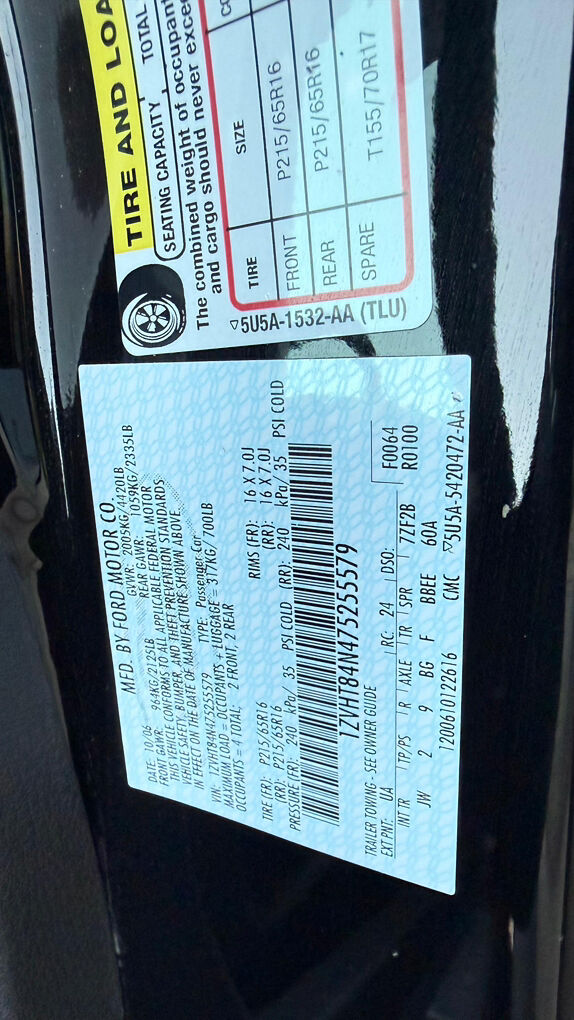 TIRE AND LOA
SEATING CAPACITY TOTAL
The combined weight of occupant
and cargo should never exce
TIRE SIZE CO
FRONT P215/65R16
REAR P215/65R16
SPARE T155/70R17
▽5U5A-1532-AA (TLU)
MFD. BY FORD MOTOR CO.
DATE: 10/06 GVWR: 2005KG/4420LB
FRONT GAWR: 964KG/2125LB REAR GAWR: 1059KG/2335LB
THIS VEHICLE CONFORMS TO ALL APPLICABLE FEDERAL MOTOR
VEHICLE SAFETY, BUMPER, AND THEFT PREVENTION STANDARDS
IN EFFECT ON THE DATE OF MANUFACTURE SHOWN ABOVE.
VIN: 1ZVHT84N475255579 TYPE: Passenger Car
MAXIMUM LOAD = OCCUPANTS + LUGGAGE = 317KG/700LB
OCCUPANTS = 4 TOTAL; 2 FRONT, 2 REAR
TIRE (FR): P215/65R16 RIMS (FR): 16 X 7.0J
(RR): P215/65R16 (RR): 16 X 7.0J
PRESSURE (FR): 240 kPa/ 35 PSI COLD (RR): 240 kPa/ 35 PSI COLD
1ZVHT84N475255579
TRAILER TOWING - SEE OWNER GUIDE F0064
EXT PNT: UA RC: 24 DSO: R0100
INT TR TP/PS R AXLE TR SPR 7ZF2B
JW 2 9 BG F BBEE 60A
1200610122616 CMC ▽5U5A-5420472-AA